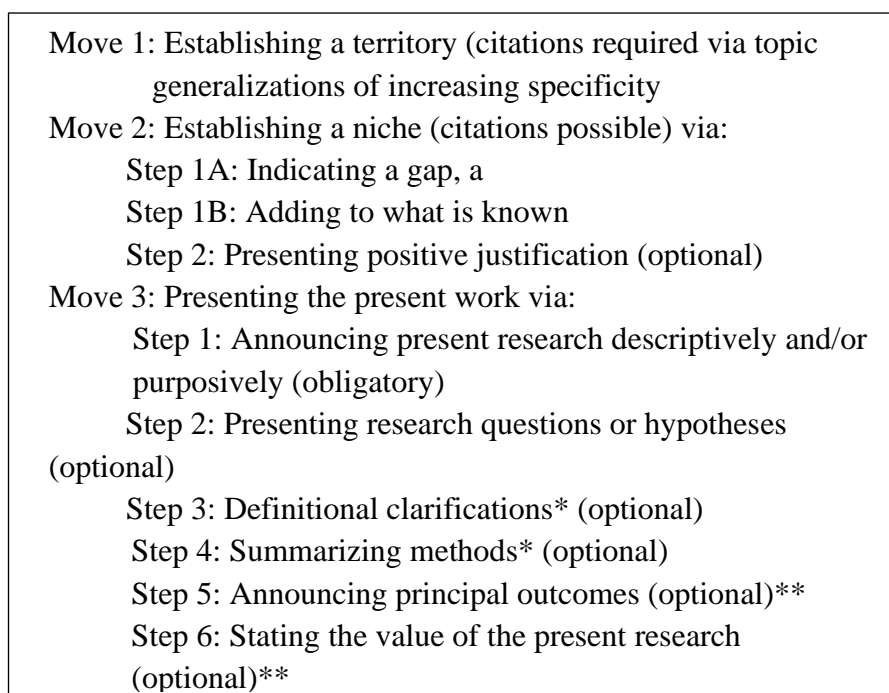 Move 1: Establishing a territory (citations required via topic
generalizations of increasing specificity
Move 2: Establishing a niche (citations possible) via:
Step 1A: Indicating a gap, a
Step 1B: Adding to what is known
Step 2: Presenting positive justification (optional)
Move 3: Presenting the present work via:
Step 1: Announcing present research descriptively and/or
purposively (obligatory)
Step 2: Presenting research questions or hypotheses
(optional)
Step 3: Definitional clarifications* (optional)
Step 4: Summarizing methods* (optional)
Step 5: Announcing principal outcomes (optional)**
Step 6: Stating the value of the present research
(optional)**